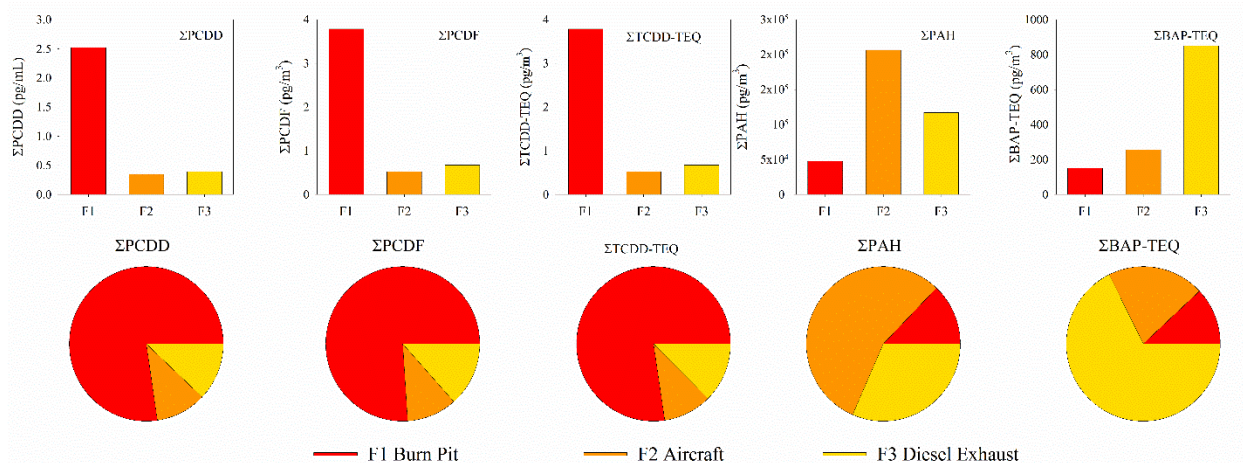 ΣPCDD (pg/mL)
3.0
2.5
2.0
1.5
1.0
0.5
0.0
ΣPCDD
F1 F2 F3
ΣPCDF (pg/m³)
4
3
2
1
0
ΣPCDF
F1 F2 F3
ΣTCDD-TEQ (pg/m³)
4
3
2
1
0
ΣTCDD-TEQ
F1 F2 F3
ΣPAH (pg/m³)
3x10⁵
2x10⁵
2x10⁵
1x10⁵
5x10⁴
0
ΣPAH
F1 F2 F3
ΣBAP-TEQ (pg/m³)
1000
800
600
400
200
0
ΣBAP-TEQ
F1 F2 F3
ΣPCDD
ΣPCDF
ΣTCDD-TEQ
ΣPAH
ΣBAP-TEQ
F1 Burn Pit
F2 Aircraft
F3 Diesel Exhaust